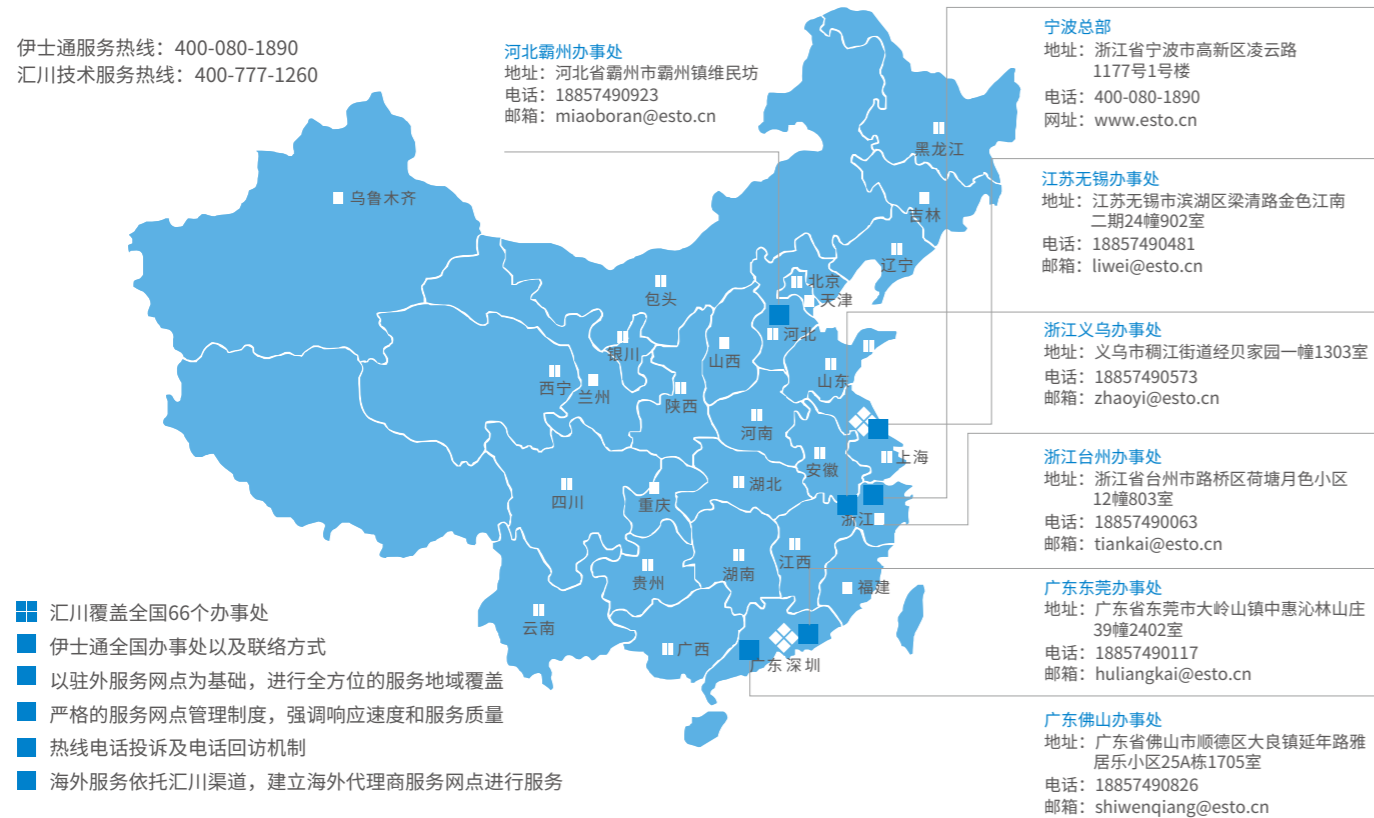 伊士通服务热线：400-080-1890
汇川技术服务热线：400-777-1260
河北霸州办事处
地址：河北省霸州市霸州镇维民坊
电话：18857490923
邮箱：miaoboran@esto.cn
宁波总部
地址：浙江省宁波市高新区凌云路
1177号1号楼
电话：400-080-1890
网址：www.esto.cn
江苏无锡办事处
地址：江苏无锡市滨湖区梁清路金色江南
二期24幢902室
电话：18857490481
邮箱：liwei@esto.cn
浙江义乌办事处
地址：义乌市稠江街道经贝家园一幢1303室
电话：18857490573
邮箱：zhaoyi@esto.cn
浙江台州办事处
地址：浙江省台州市路桥区荷塘月色小区
12幢803室
电话：18857490063
邮箱：tiankai@esto.cn
广东东莞办事处
地址：广东省东莞市大岭山镇中惠沁林山庄
39幢2402室
电话：18857490117
邮箱：huliangkai@esto.cn
广东佛山办事处
地址：广东省佛山市顺德区大良镇延年路雅
居乐小区25A栋1705室
电话：18857490826
邮箱：shiwenqiang@esto.cn
黑龙江
乌鲁木齐
吉林
辽宁
北京
包头
天津
河北
银川
山西
山东
西宁
兰州
陕西
河南
上海
安徽
湖北
四川
重庆
浙江
江西
湖南
贵州
福建
云南
广西
广东深圳
汇川覆盖全国66个办事处
伊士通全国办事处以及联络方式
以驻外服务网点为基础，进行全方位的服务地域覆盖
严格的服务网点管理制度，强调响应速度和服务质量
热线电话投诉及电话回访机制
海外服务依托汇川渠道，建立海外代理商服务网点进行服务